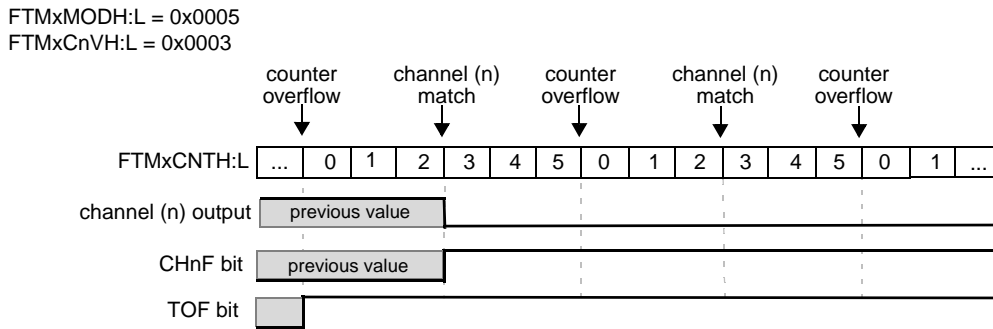 FTMxMODH:L = 0x0005
FTMxCnVH:L = 0x0003
counter overflow
channel (n) match
counter overflow
channel (n) match
counter overflow
FTMxCNTH:L ... 0 1 2 3 4 5 0 1 2 3 4 5 0 1 ...
channel (n) output previous value
CHnF bit previous value
TOF bit